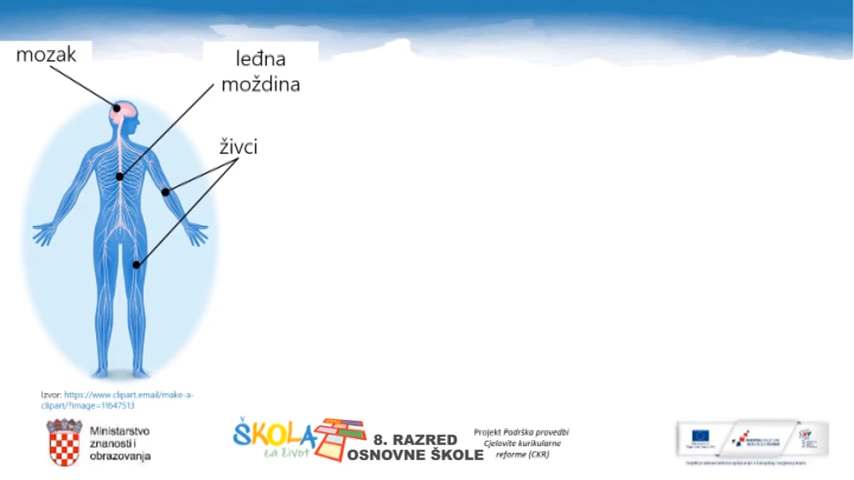 mozak
leđna
moždina
živci
Izvor: https://www.clipart.email/make-a-
clipart/?image=11647513
Ministarstvo
znanosti i
obrazovanja
ŠKOLA
za život
8. RAZRED
OSNOVNE ŠKOLE
Projekt Podrška provedbi
Cjelovite kurikularne
reforme (CKR)